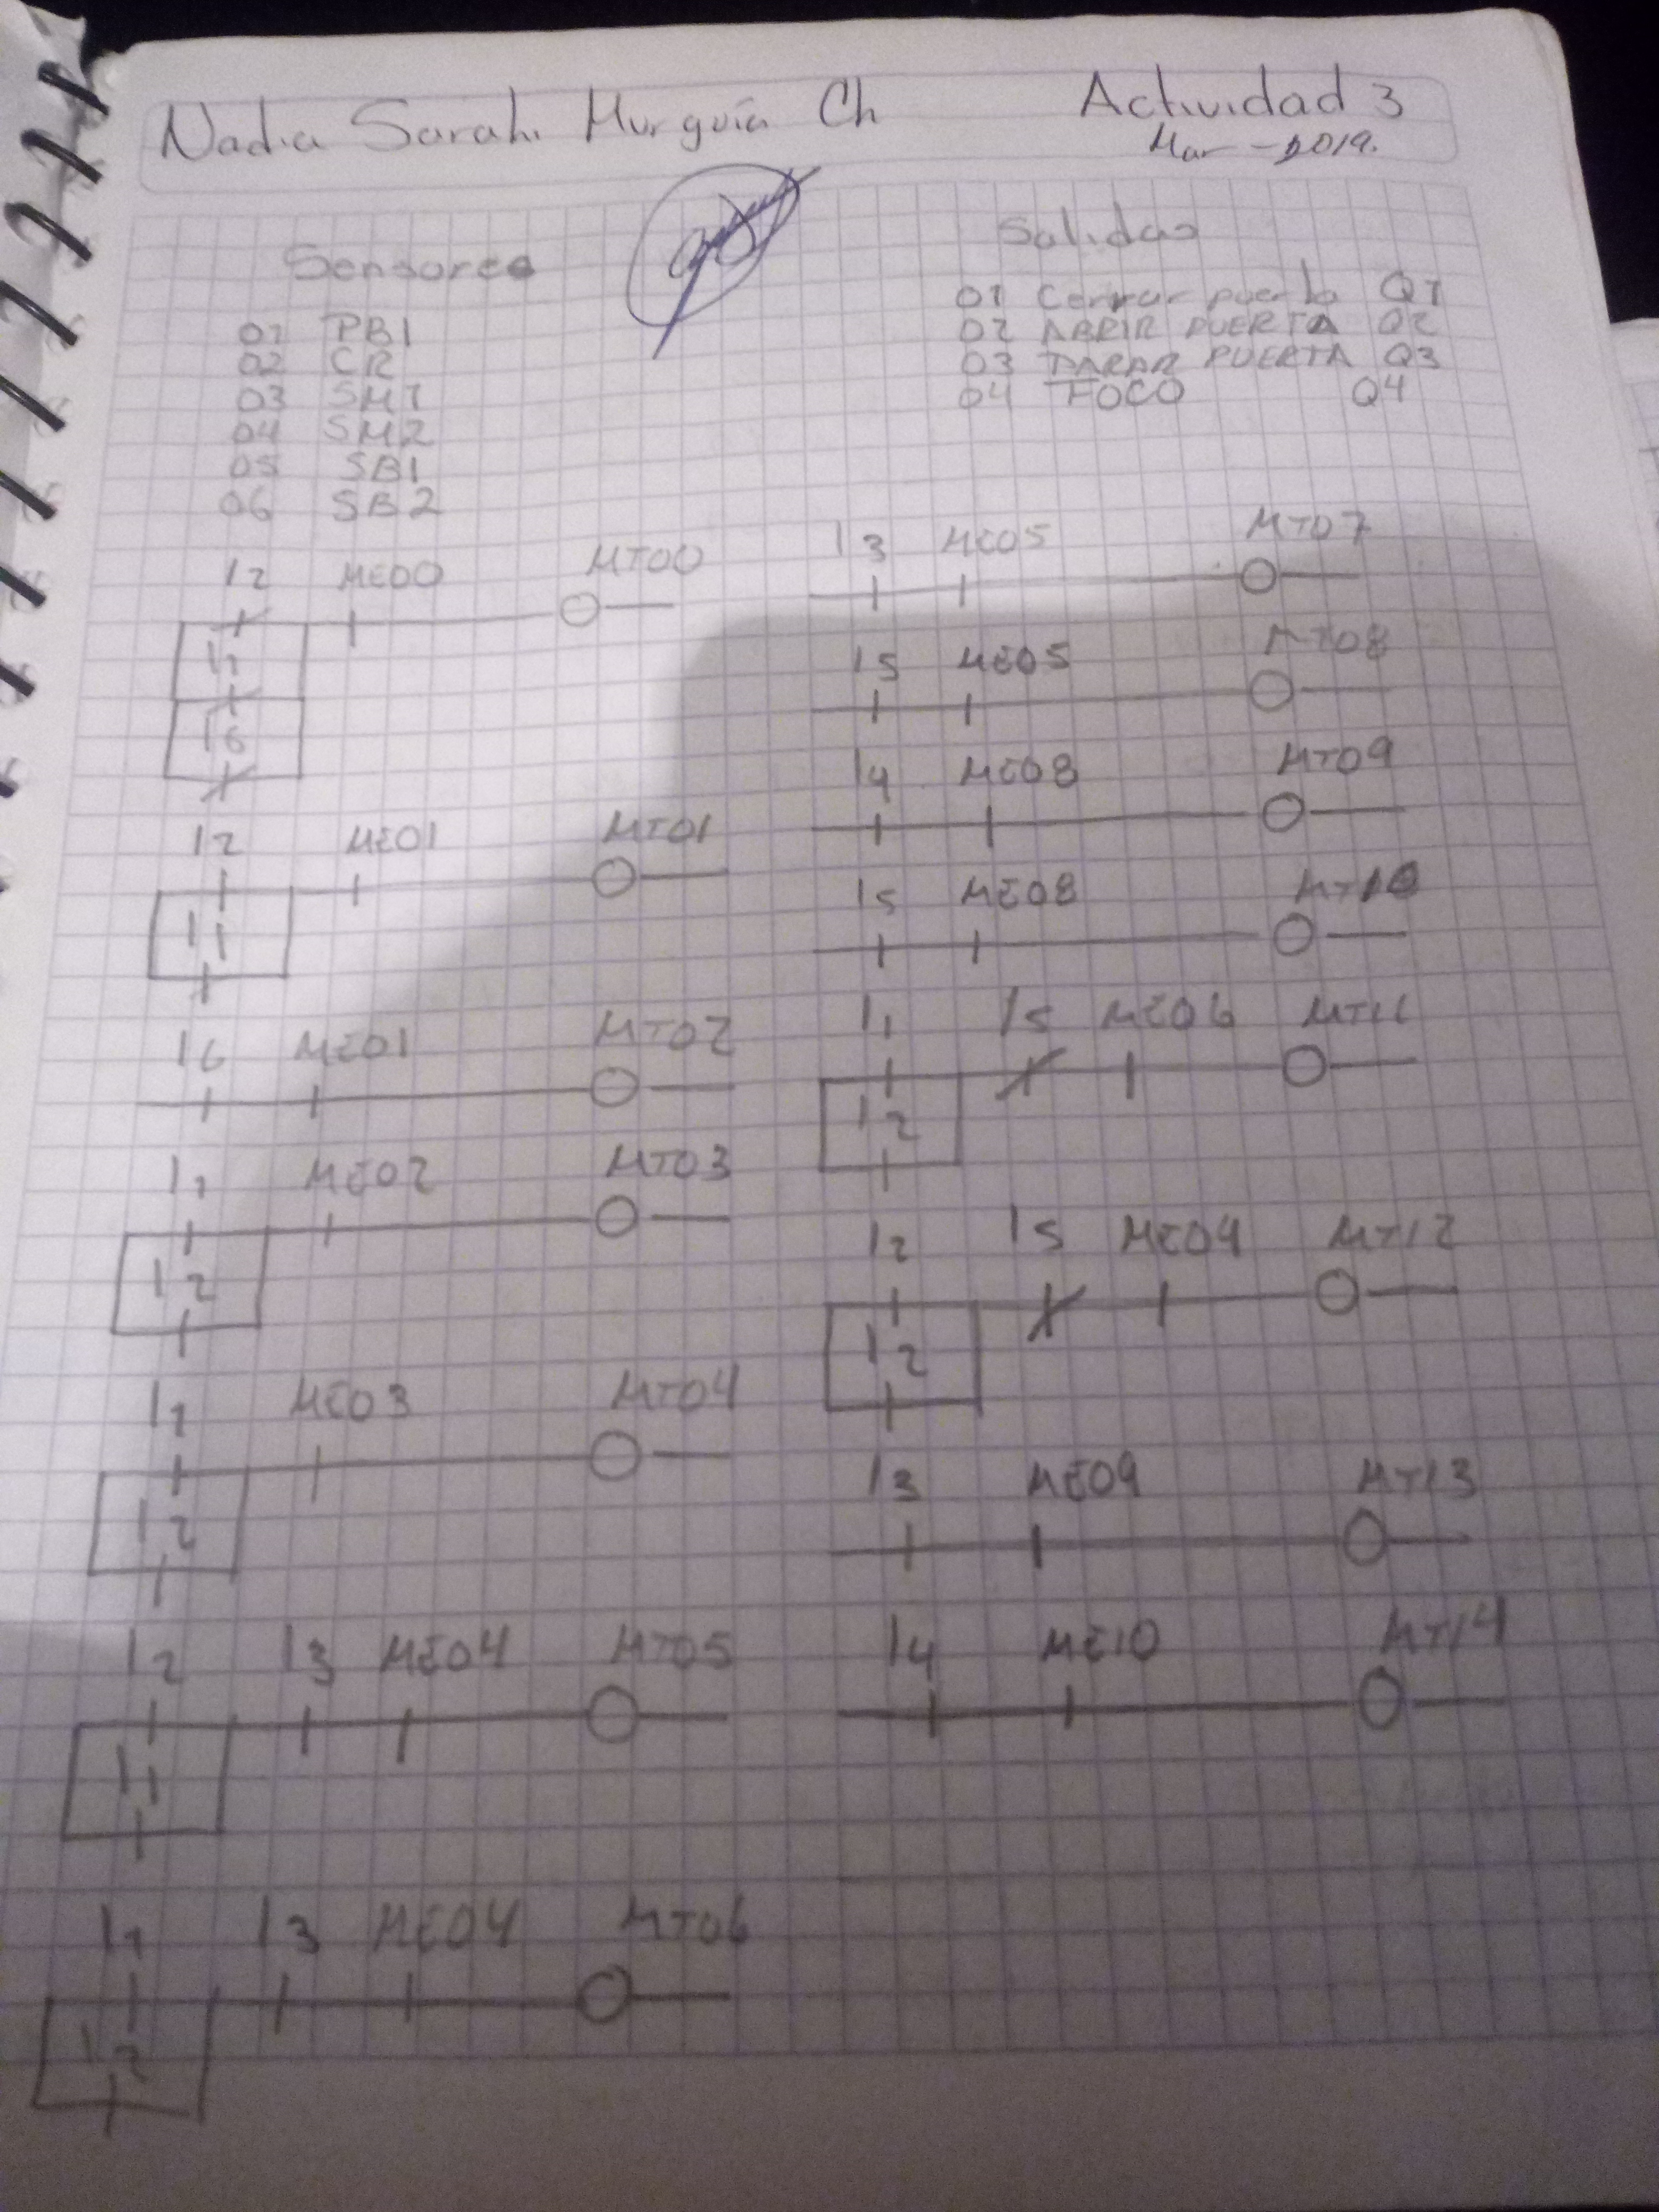 Nadia Sarahi Murguía Ch Actividad 3
Mar - 2019.
Sensores
01 PB1
02 CR
03 SM1
04 SM2
05 SB1
06 SB2
Salidas
01 Cerrar puerta Q1
02 ABRIR PUERTA Q2
03 PARAR PUERTA Q3
04 FOCO Q4
I2 ME00 MT00
I1
I6
I2 ME01 MT01
I1
I6 ME01 MT02
I1 ME02 MT03
I2
I1 ME03 MT04
I2
I2 I3 ME04 MT05
I1
I1 I3 ME04 MT06
I2
I3 ME05 MT07
I5 ME05 MT08
I4 ME08 MT09
I5 ME08 MT10
I1 I5 ME06 MT11
I2
I2 I5 ME04 MT12
I2
I3 ME09 MT13
I4 ME10 MT14